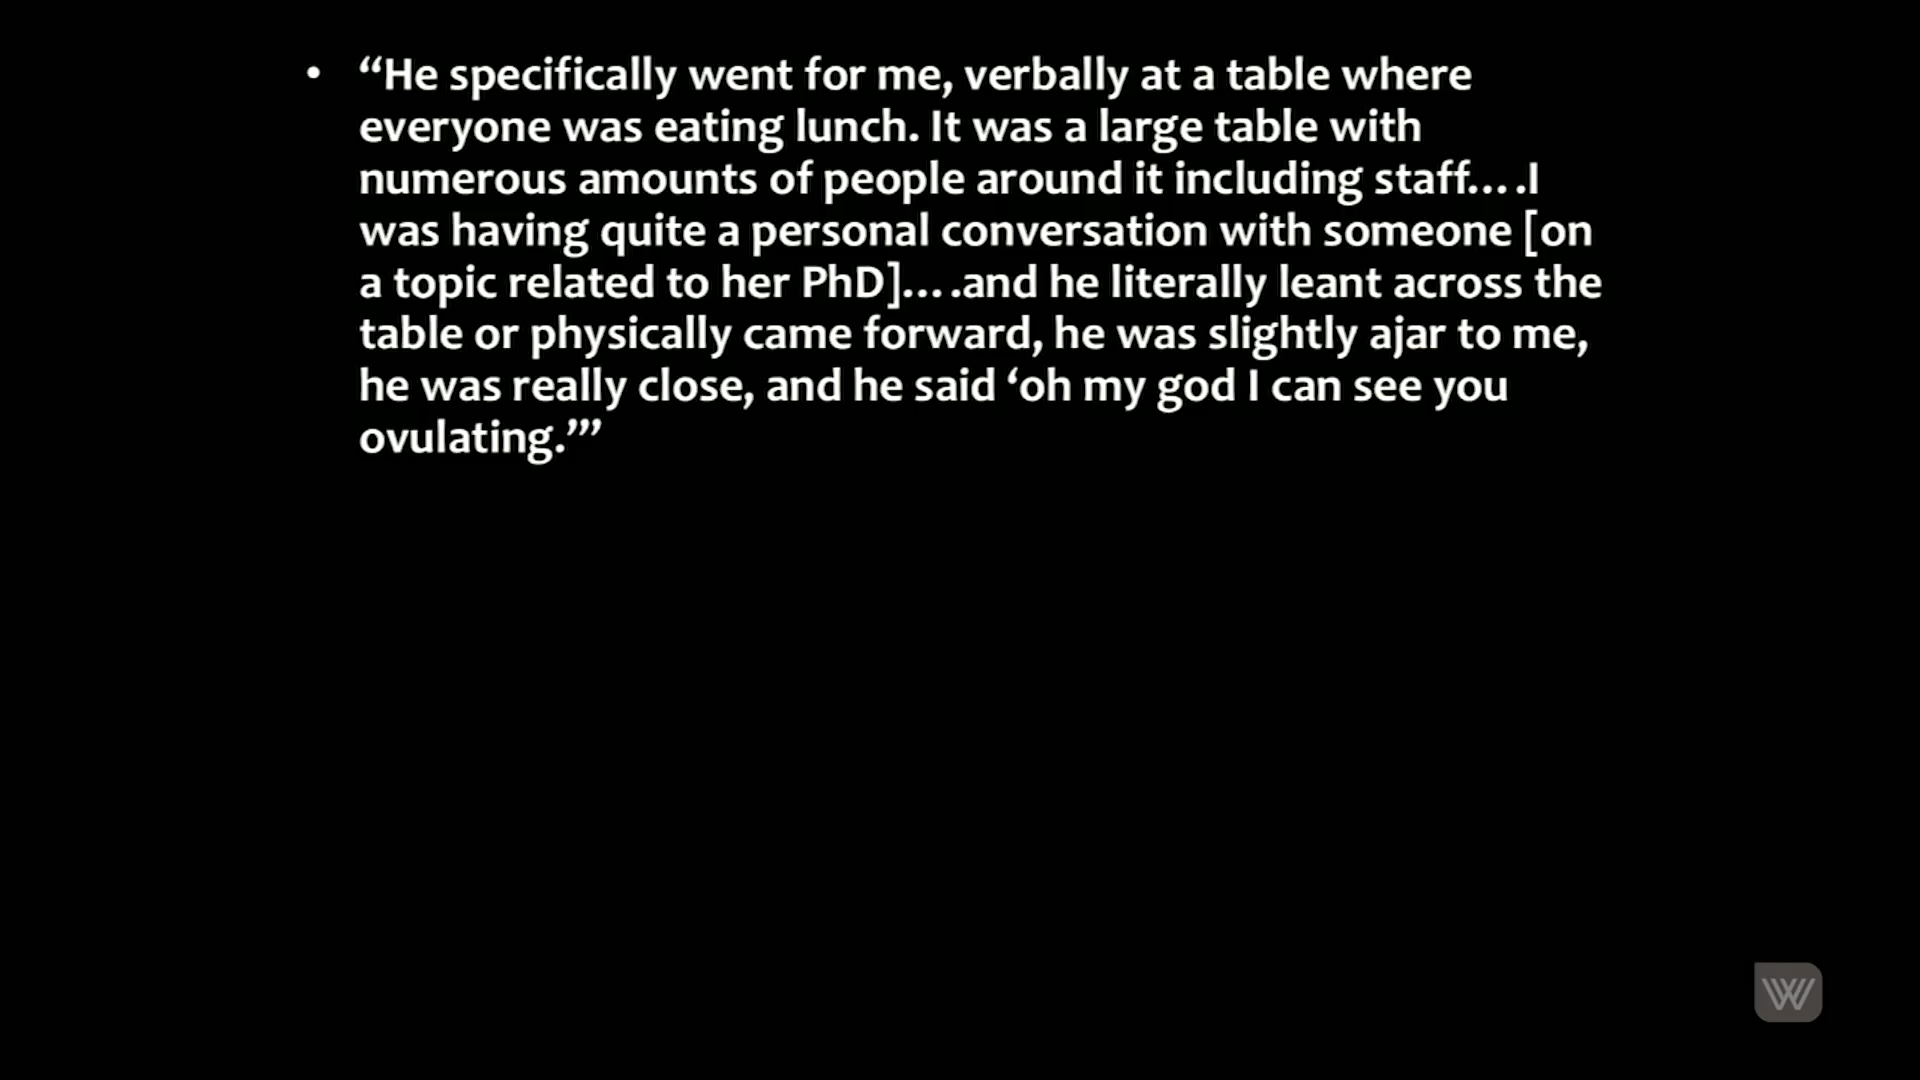 • “He specifically went for me, verbally at a table where
everyone was eating lunch. It was a large table with
numerous amounts of people around it including staff….I
was having quite a personal conversation with someone [on
a topic related to her PhD]….and he literally leant across the
table or physically came forward, he was slightly ajar to me,
he was really close, and he said ‘oh my god I can see you
ovulating.’”
W